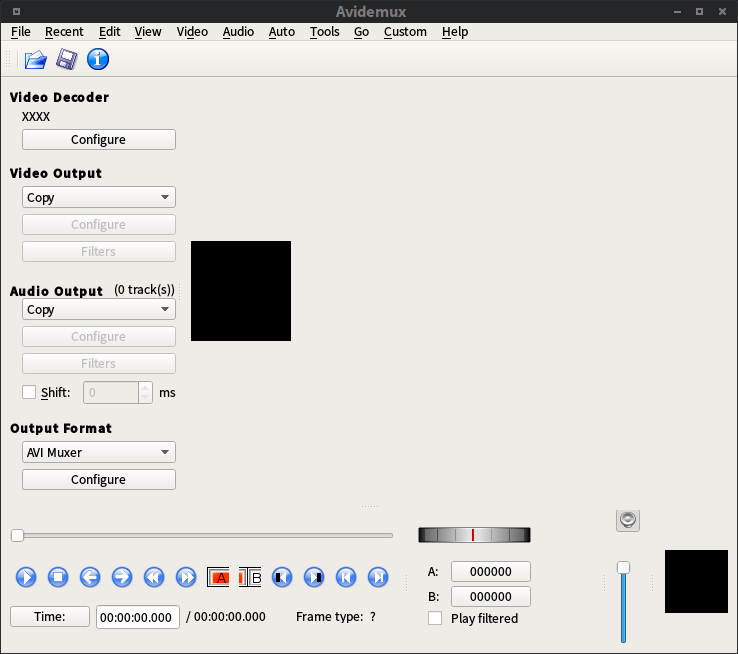 Avidemux
File Recent Edit View Video Audio Auto Tools Go Custom Help
Video Decoder
XXXX
Configure
Video Output
Copy
Configure
Filters
Audio Output (0 track(s))
Copy
Configure
Filters
Shift: 0 ms
Output Format
AVI Muxer
Configure
A B
A: 000000
B: 000000
Time: 00:00:00.000 / 00:00:00.000 Frame type: ?
Play filtered